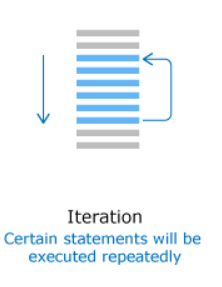 Iteration
Certain statements will be
executed repeatedly